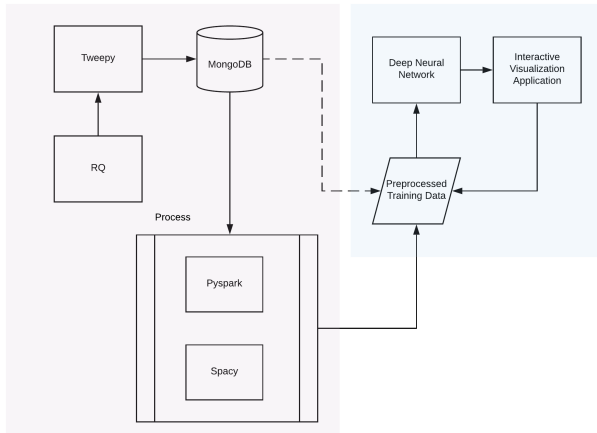 Tweepy
MongoDB
RQ
Process
Pyspark
Spacy
Deep Neural
Network
Interactive
Visualization
Application
Preprocessed
Training Data